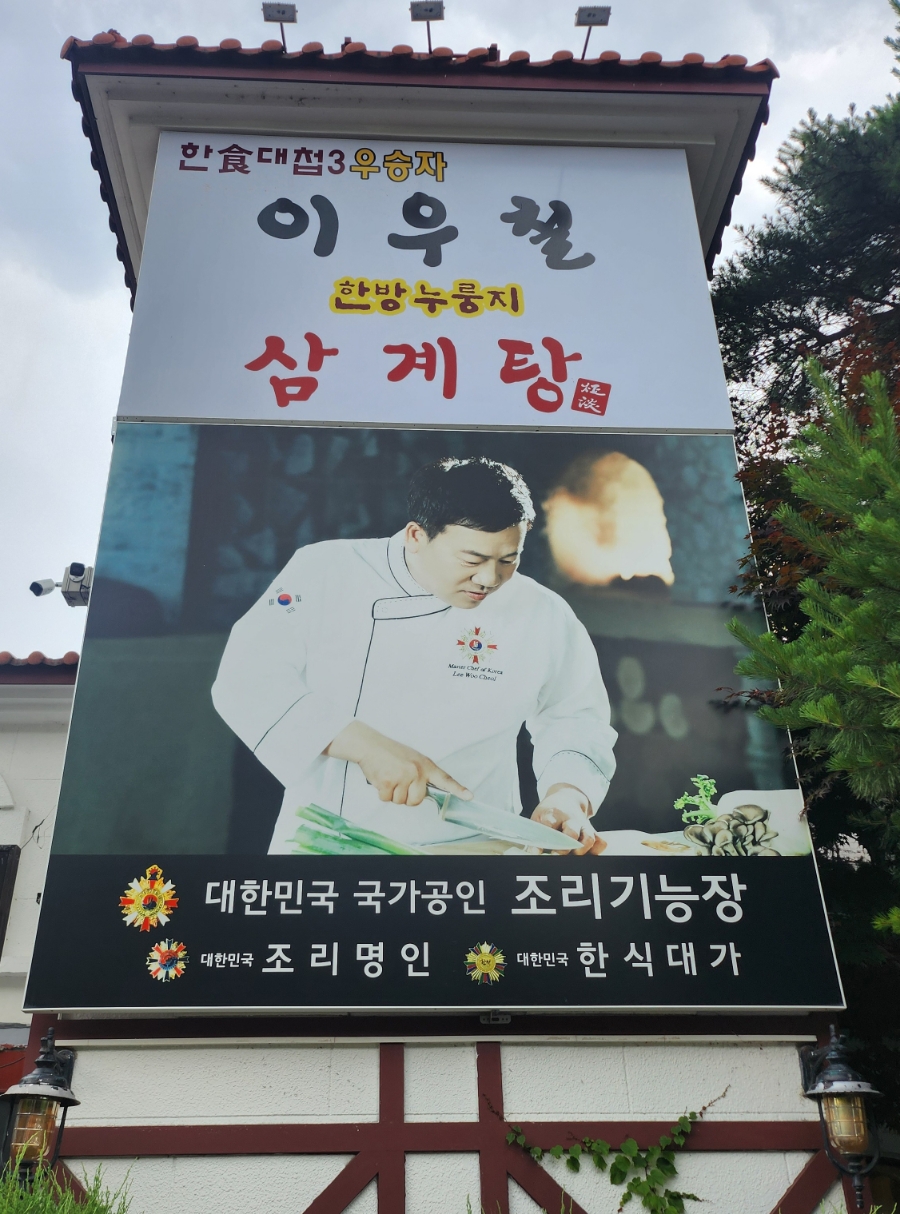 한食대첩3우승자
이우철
한방누룽지
삼계탕
Master Chef of Korea
Lee Woo Cheol
대한민국 국가공인 조리기능장
대한민국 조리명인 대한민국 한식대가